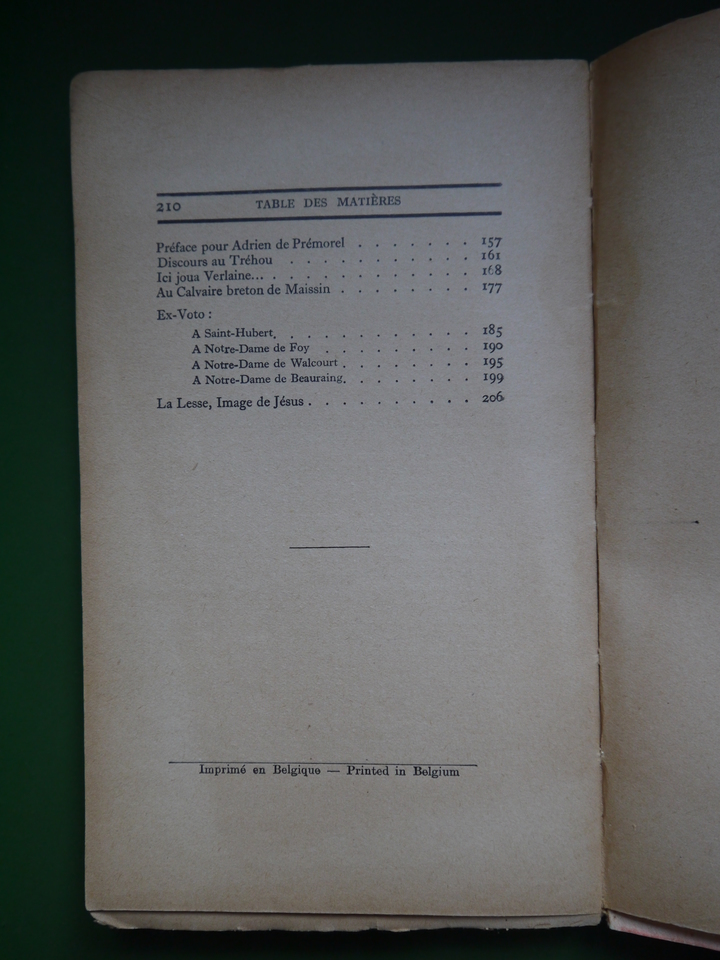 210 TABLE DES MATIÈRES
Préface pour Adrien de Prémorel . . . . . . . 157
Discours au Tréhou . . . . . . . . . . . 161
Ici joua Verlaine... . . . . . . . . . . . . 168
Au Calvaire breton de Maissin . . . . . . . . 177
Ex-Voto :
A Saint-Hubert. . . . . . . . . . . 185
A Notre-Dame de Foy . . . . . . . . . 190
A Notre-Dame de Walcourt . . . . . . . . 195
A Notre-Dame de Beauraing. . . . . . . . 199
La Lesse, Image de Jésus . . . . . . . . . . 206
Imprimé en Belgique — Printed in Belgium